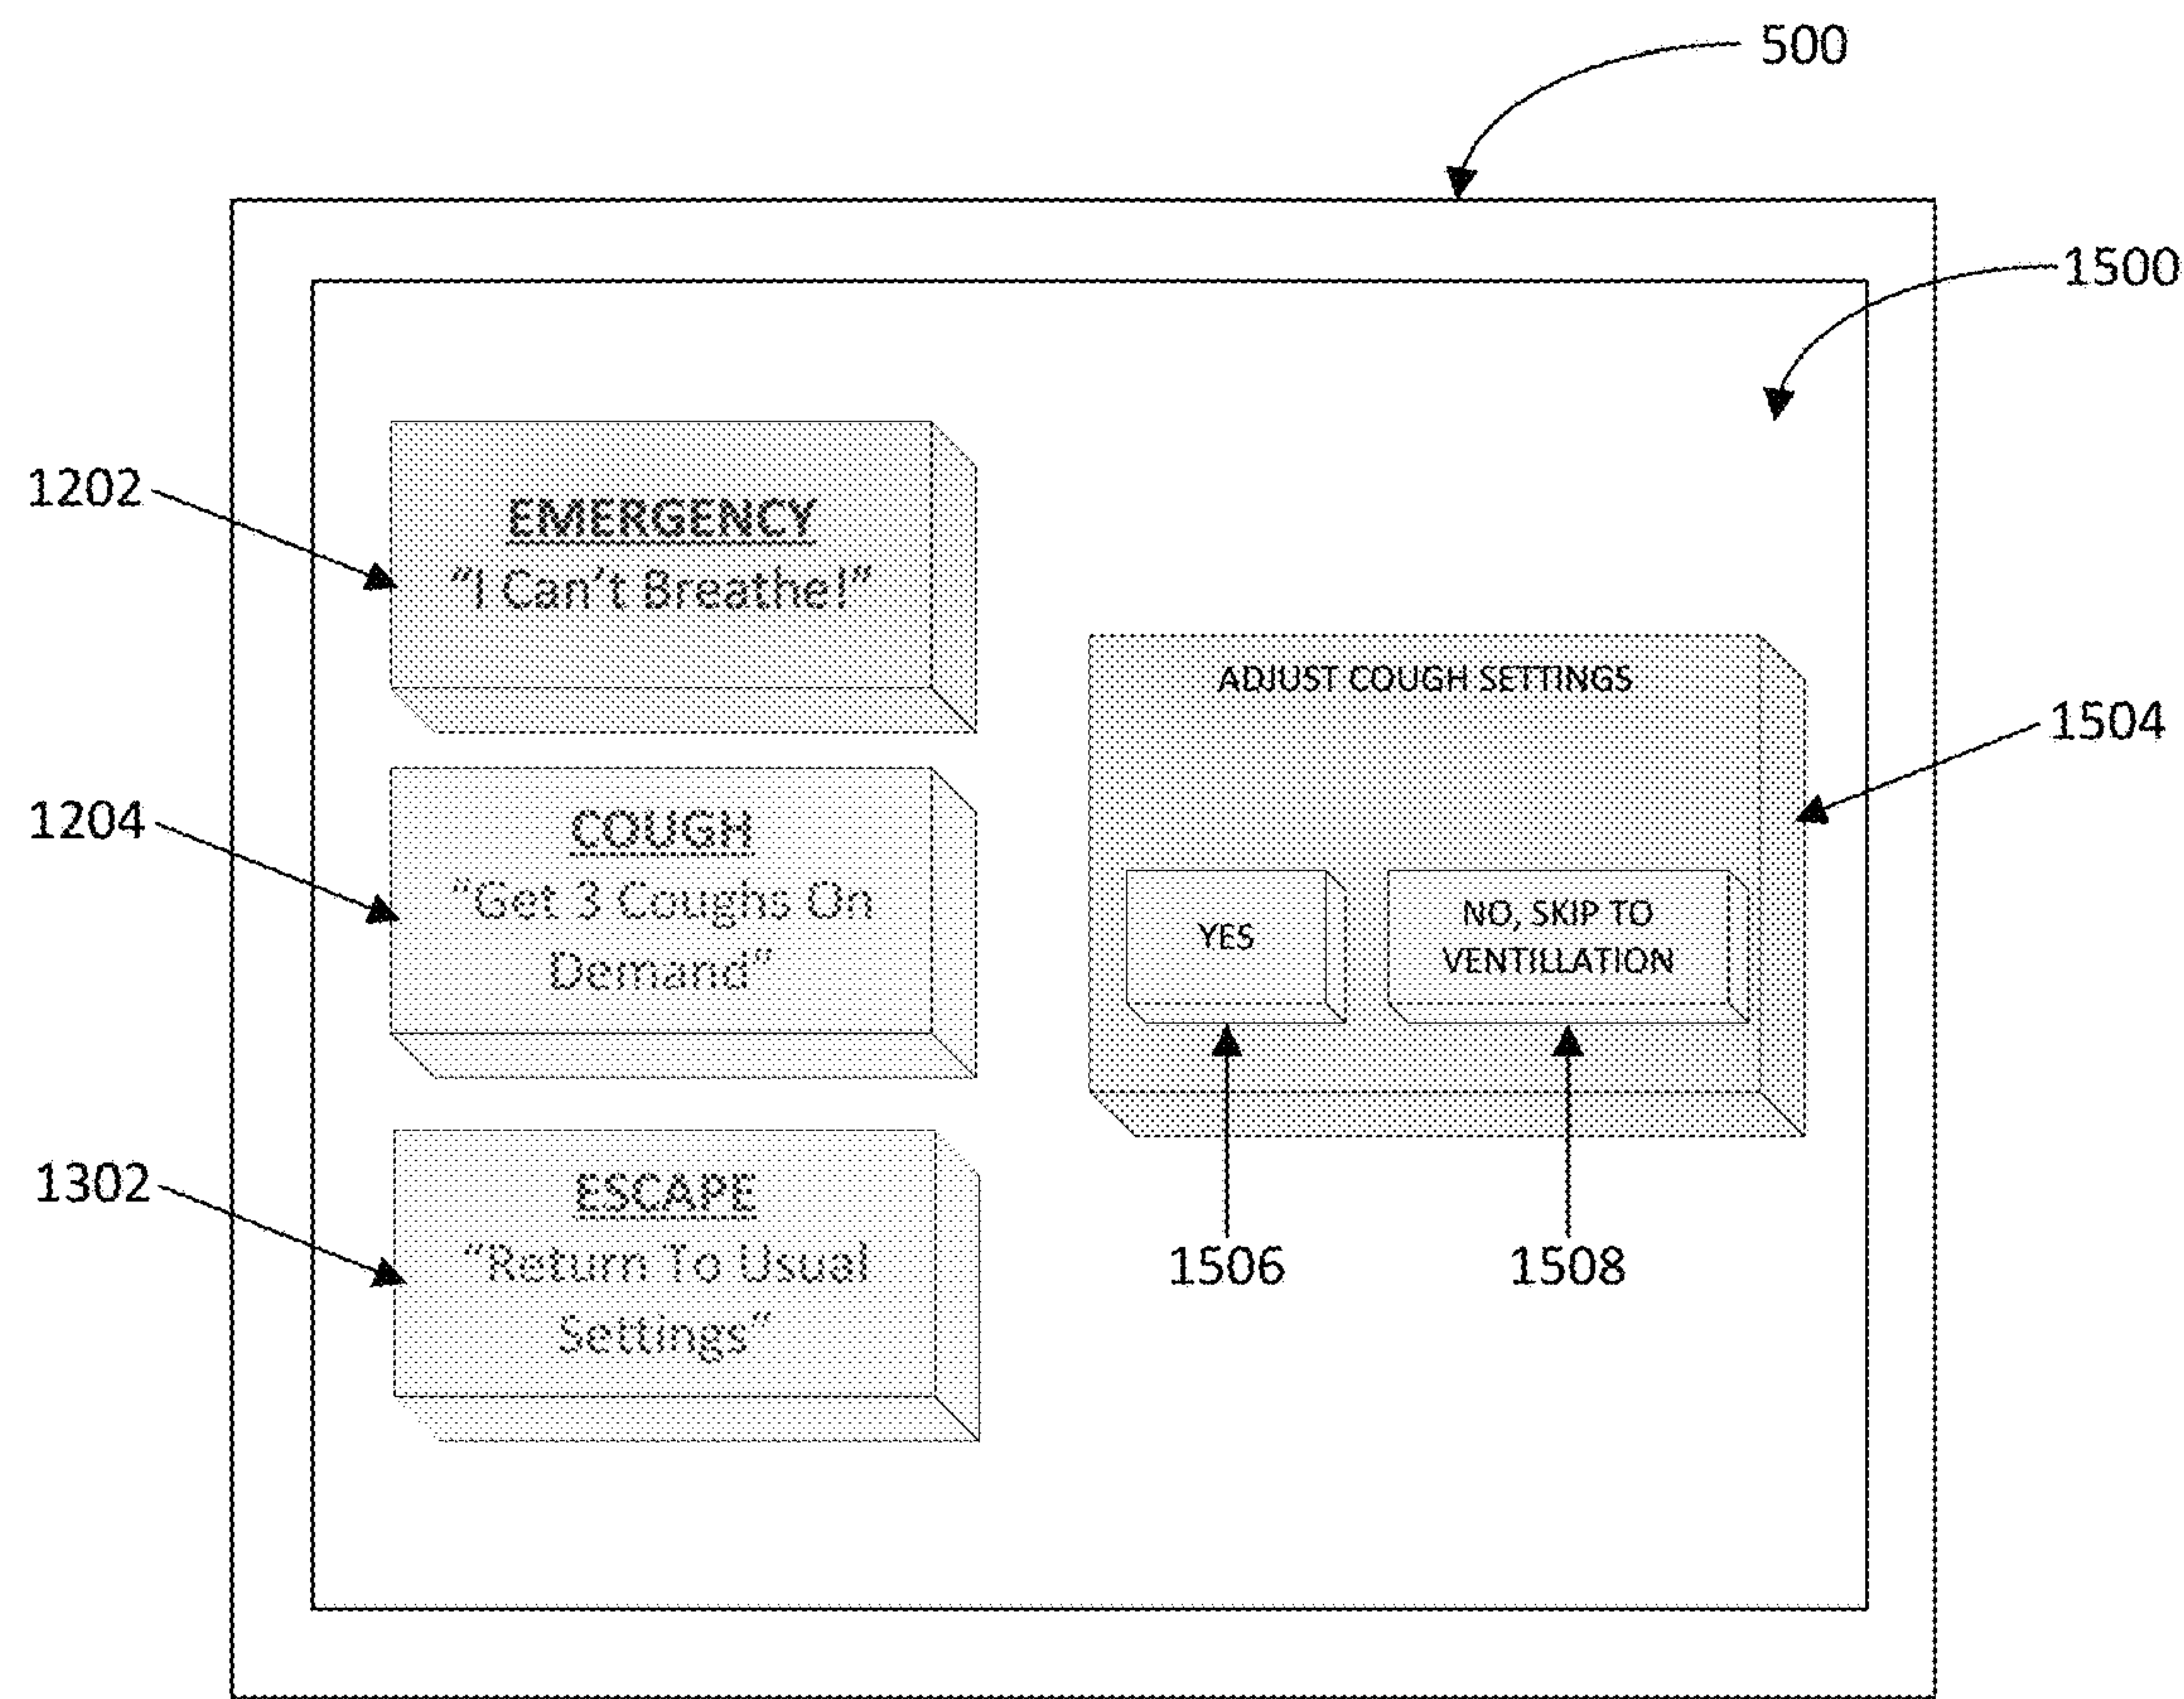 500
1500
1202
EMERGENCY
“I Can’t Breathe!“
ADJUST COUGH SETTINGS
1504
1204
COUGH
“Get 3 Coughs On
Demand“
YES
NO, SKIP TO
VENTILLATION
1302
ESCAPE
“Return To Usual
Settings“
1506
1508